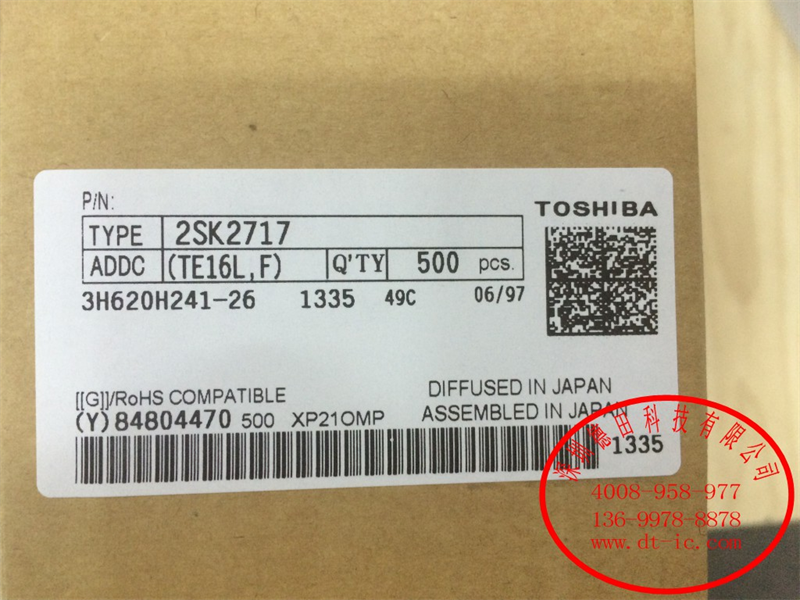 P/N:
TOSHIBA
TYPE 2SK2717
ADDC (TE16L,F) Q'TY 500 pcs.
3H620H241-26 1335 49C 06/97
[[G]]/RoHS COMPATIBLE DIFFUSED IN JAPAN
(Y)84804470 500 XP21OMP ASSEMBLED IN JAPAN
1335
田科技有限公司
4008-958-977
136-9978-8878
www.dt-ic.com